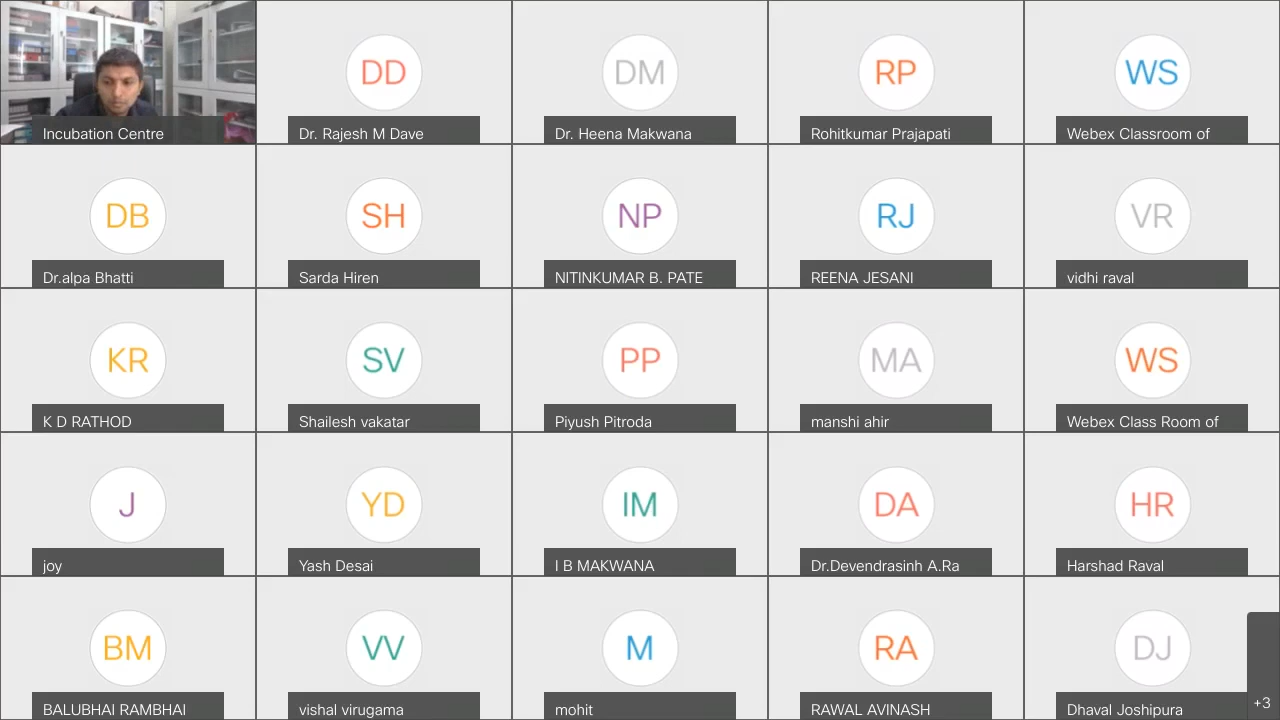 Incubation Centre
DD
Dr. Rajesh M Dave
DM
Dr. Heena Makwana
RP
Rohitkumar Prajapati
WS
Webex Classroom of
DB
Dr.alpa Bhatti
SH
Sarda Hiren
NP
NITINKUMAR B. PATE
RJ
REENA JESANI
VR
vidhi raval
KR
K D RATHOD
SV
Shailesh vakatar
PP
Piyush Pitroda
MA
manshi ahir
WS
Webex Class Room of
J
joy
YD
Yash Desai
IM
I B MAKWANA
DA
Dr.Devendrasinh A.Ra
HR
Harshad Raval
BM
BALUBHAI RAMBHAI
VV
vishal virugama
M
mohit
RA
RAWAL AVINASH
DJ
Dhaval Joshipura
+3